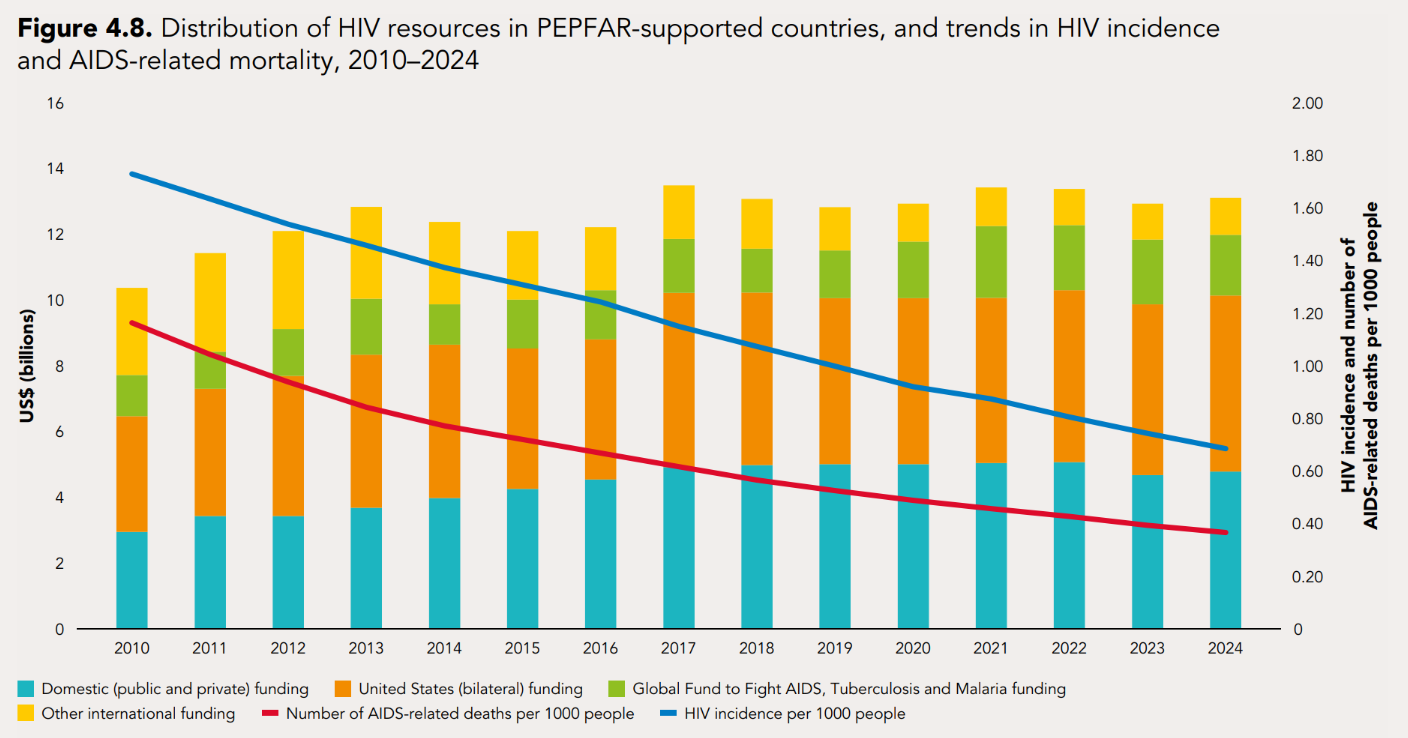 Figure 4.8. Distribution of HIV resources in PEPFAR-supported countries, and trends in HIV incidence
and AIDS-related mortality, 2010–2024
16
14
12
10
8
6
4
2
0
US$ (billions)
2.00
1.80
1.60
1.40
1.20
1.00
0.80
0.60
0.40
0.20
0
HIV incidence and number of
AIDS-related deaths per 1000 people
2010 2011 2012 2013 2014 2015 2016 2017 2018 2019 2020 2021 2022 2023 2024
Domestic (public and private) funding United States (bilateral) funding Global Fund to Fight AIDS, Tuberculosis and Malaria funding
Other international funding Number of AIDS-related deaths per 1000 people HIV incidence per 1000 people